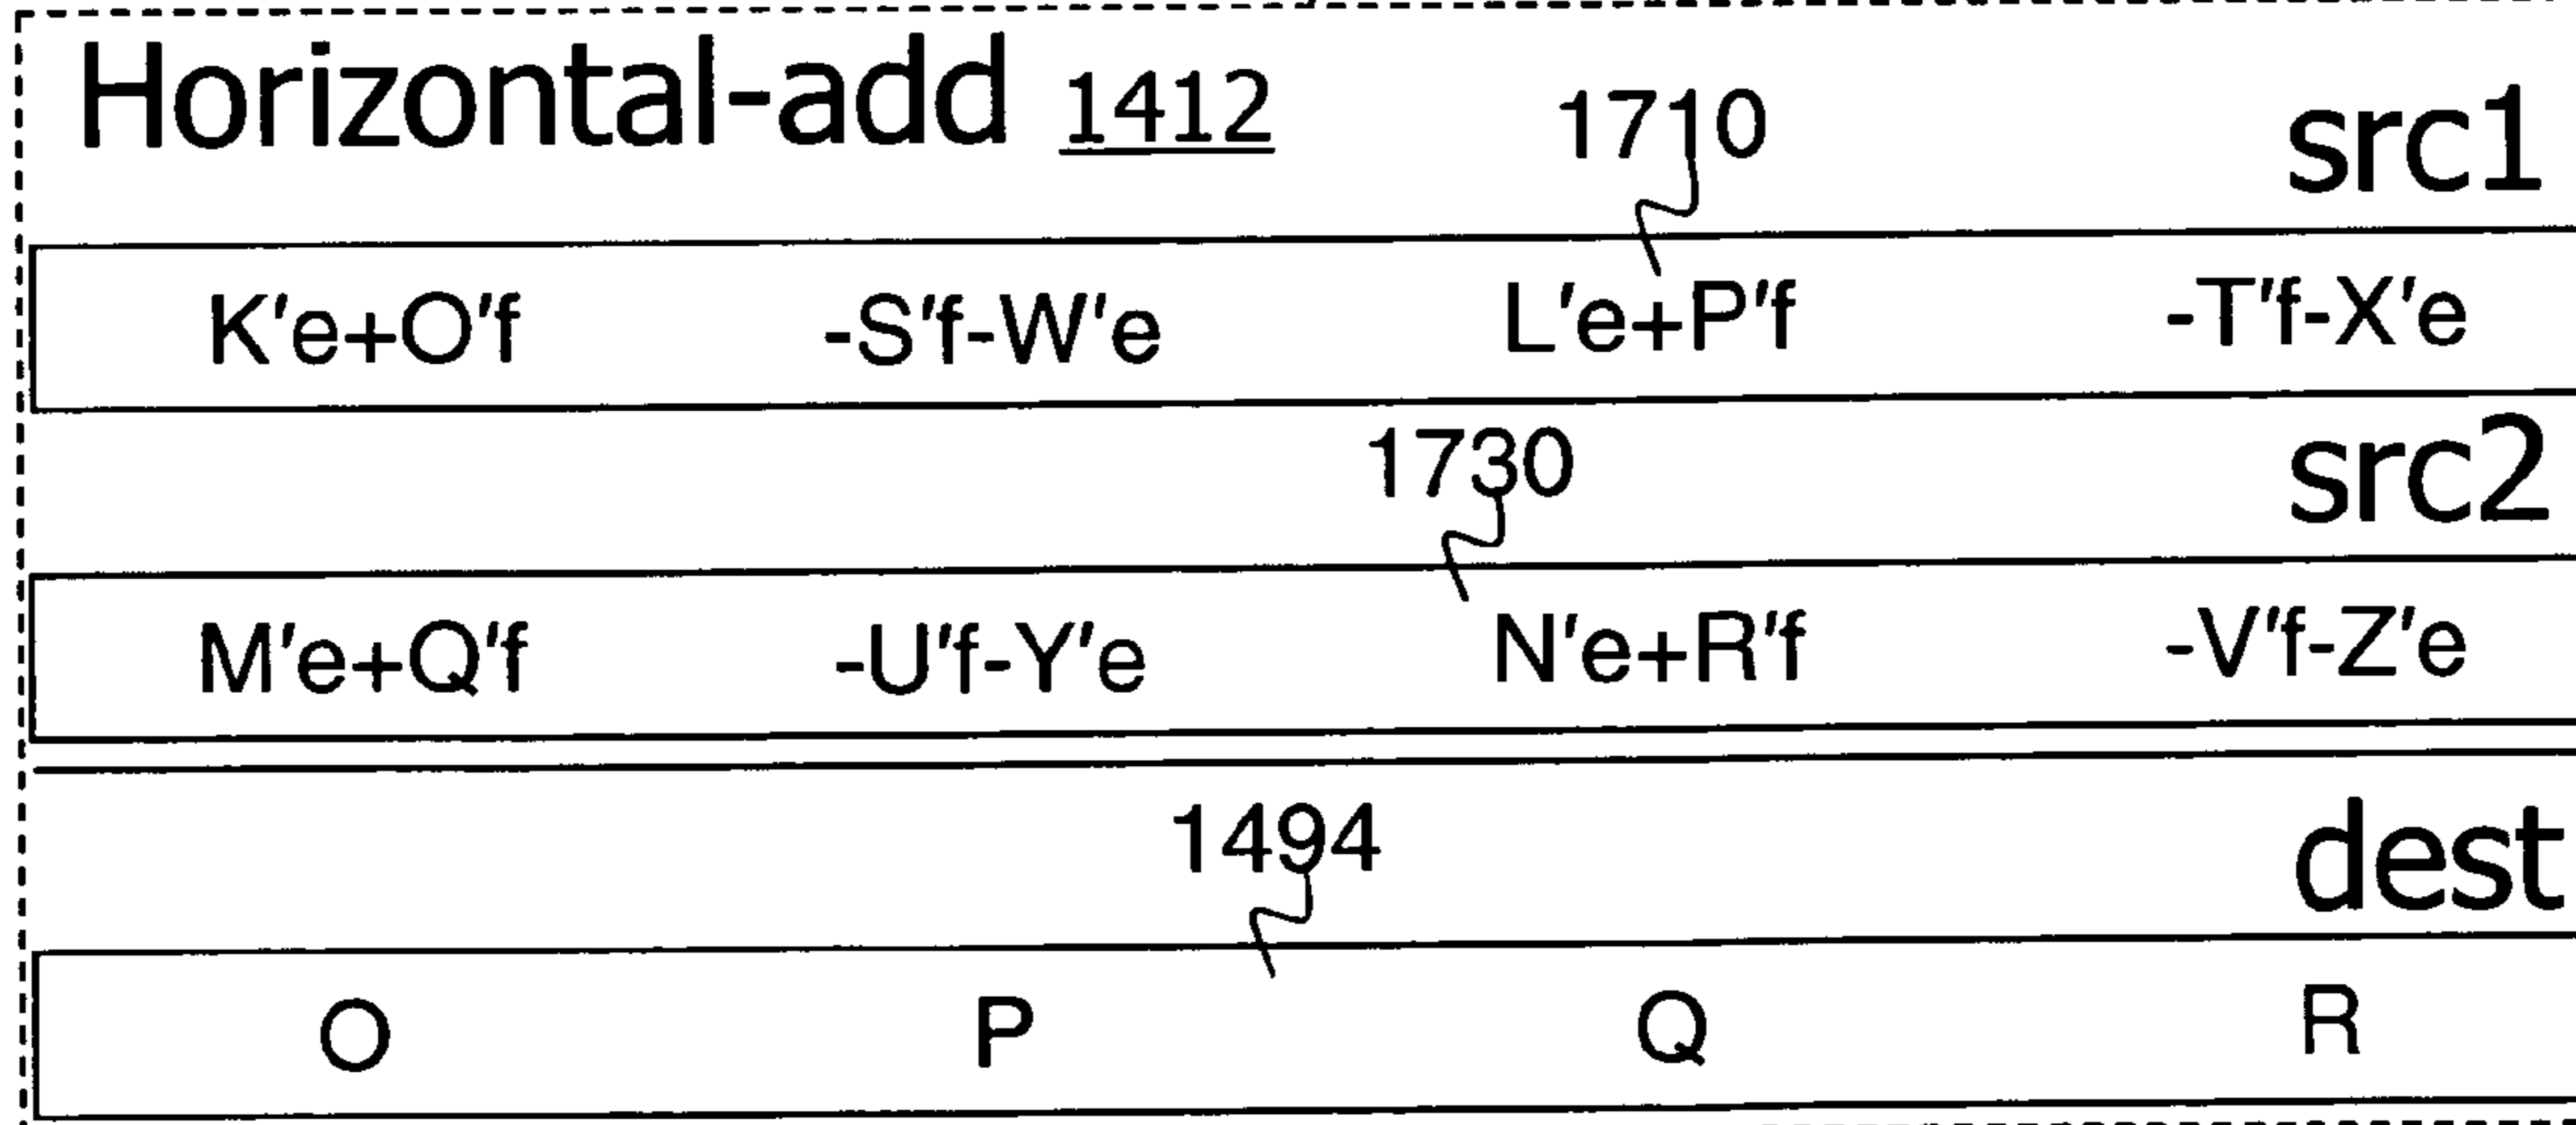 Horizontal-add 1412
1710
src1
K'e+O'f -S'f-W'e L'e+P'f -T'f-X'e
1730
src2
M'e+Q'f -U'f-Y'e N'e+R'f -V'f-Z'e
1494
dest
O P Q R